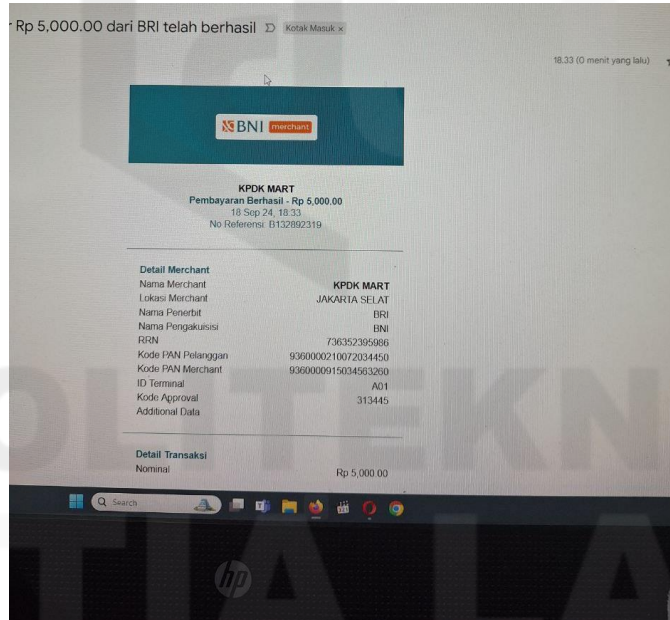 Rp 5,000.00 dari BRI telah berhasil
Kotak Masuk ×
18.33 (0 menit yang lalu)
BNI merchant
KPDK MART
Pembayaran Berhasil - Rp 5,000.00
18 Sep 24, 18:33
No Referensi: B132892319
Detail Merchant
Nama Merchant KPDK MART
Lokasi Merchant JAKARTA SELAT
Nama Penerbit BRI
Nama Pengakuisisi BNI
RRN 736352395986
Kode PAN Pelanggan 9360000210072034450
Kode PAN Merchant 9360000915034563260
ID Terminal A01
Kode Approval 313445
Additional Data
Detail Transaksi
Nominal Rp 5,000.00
Search
hp
OLITEKN
TIA LA